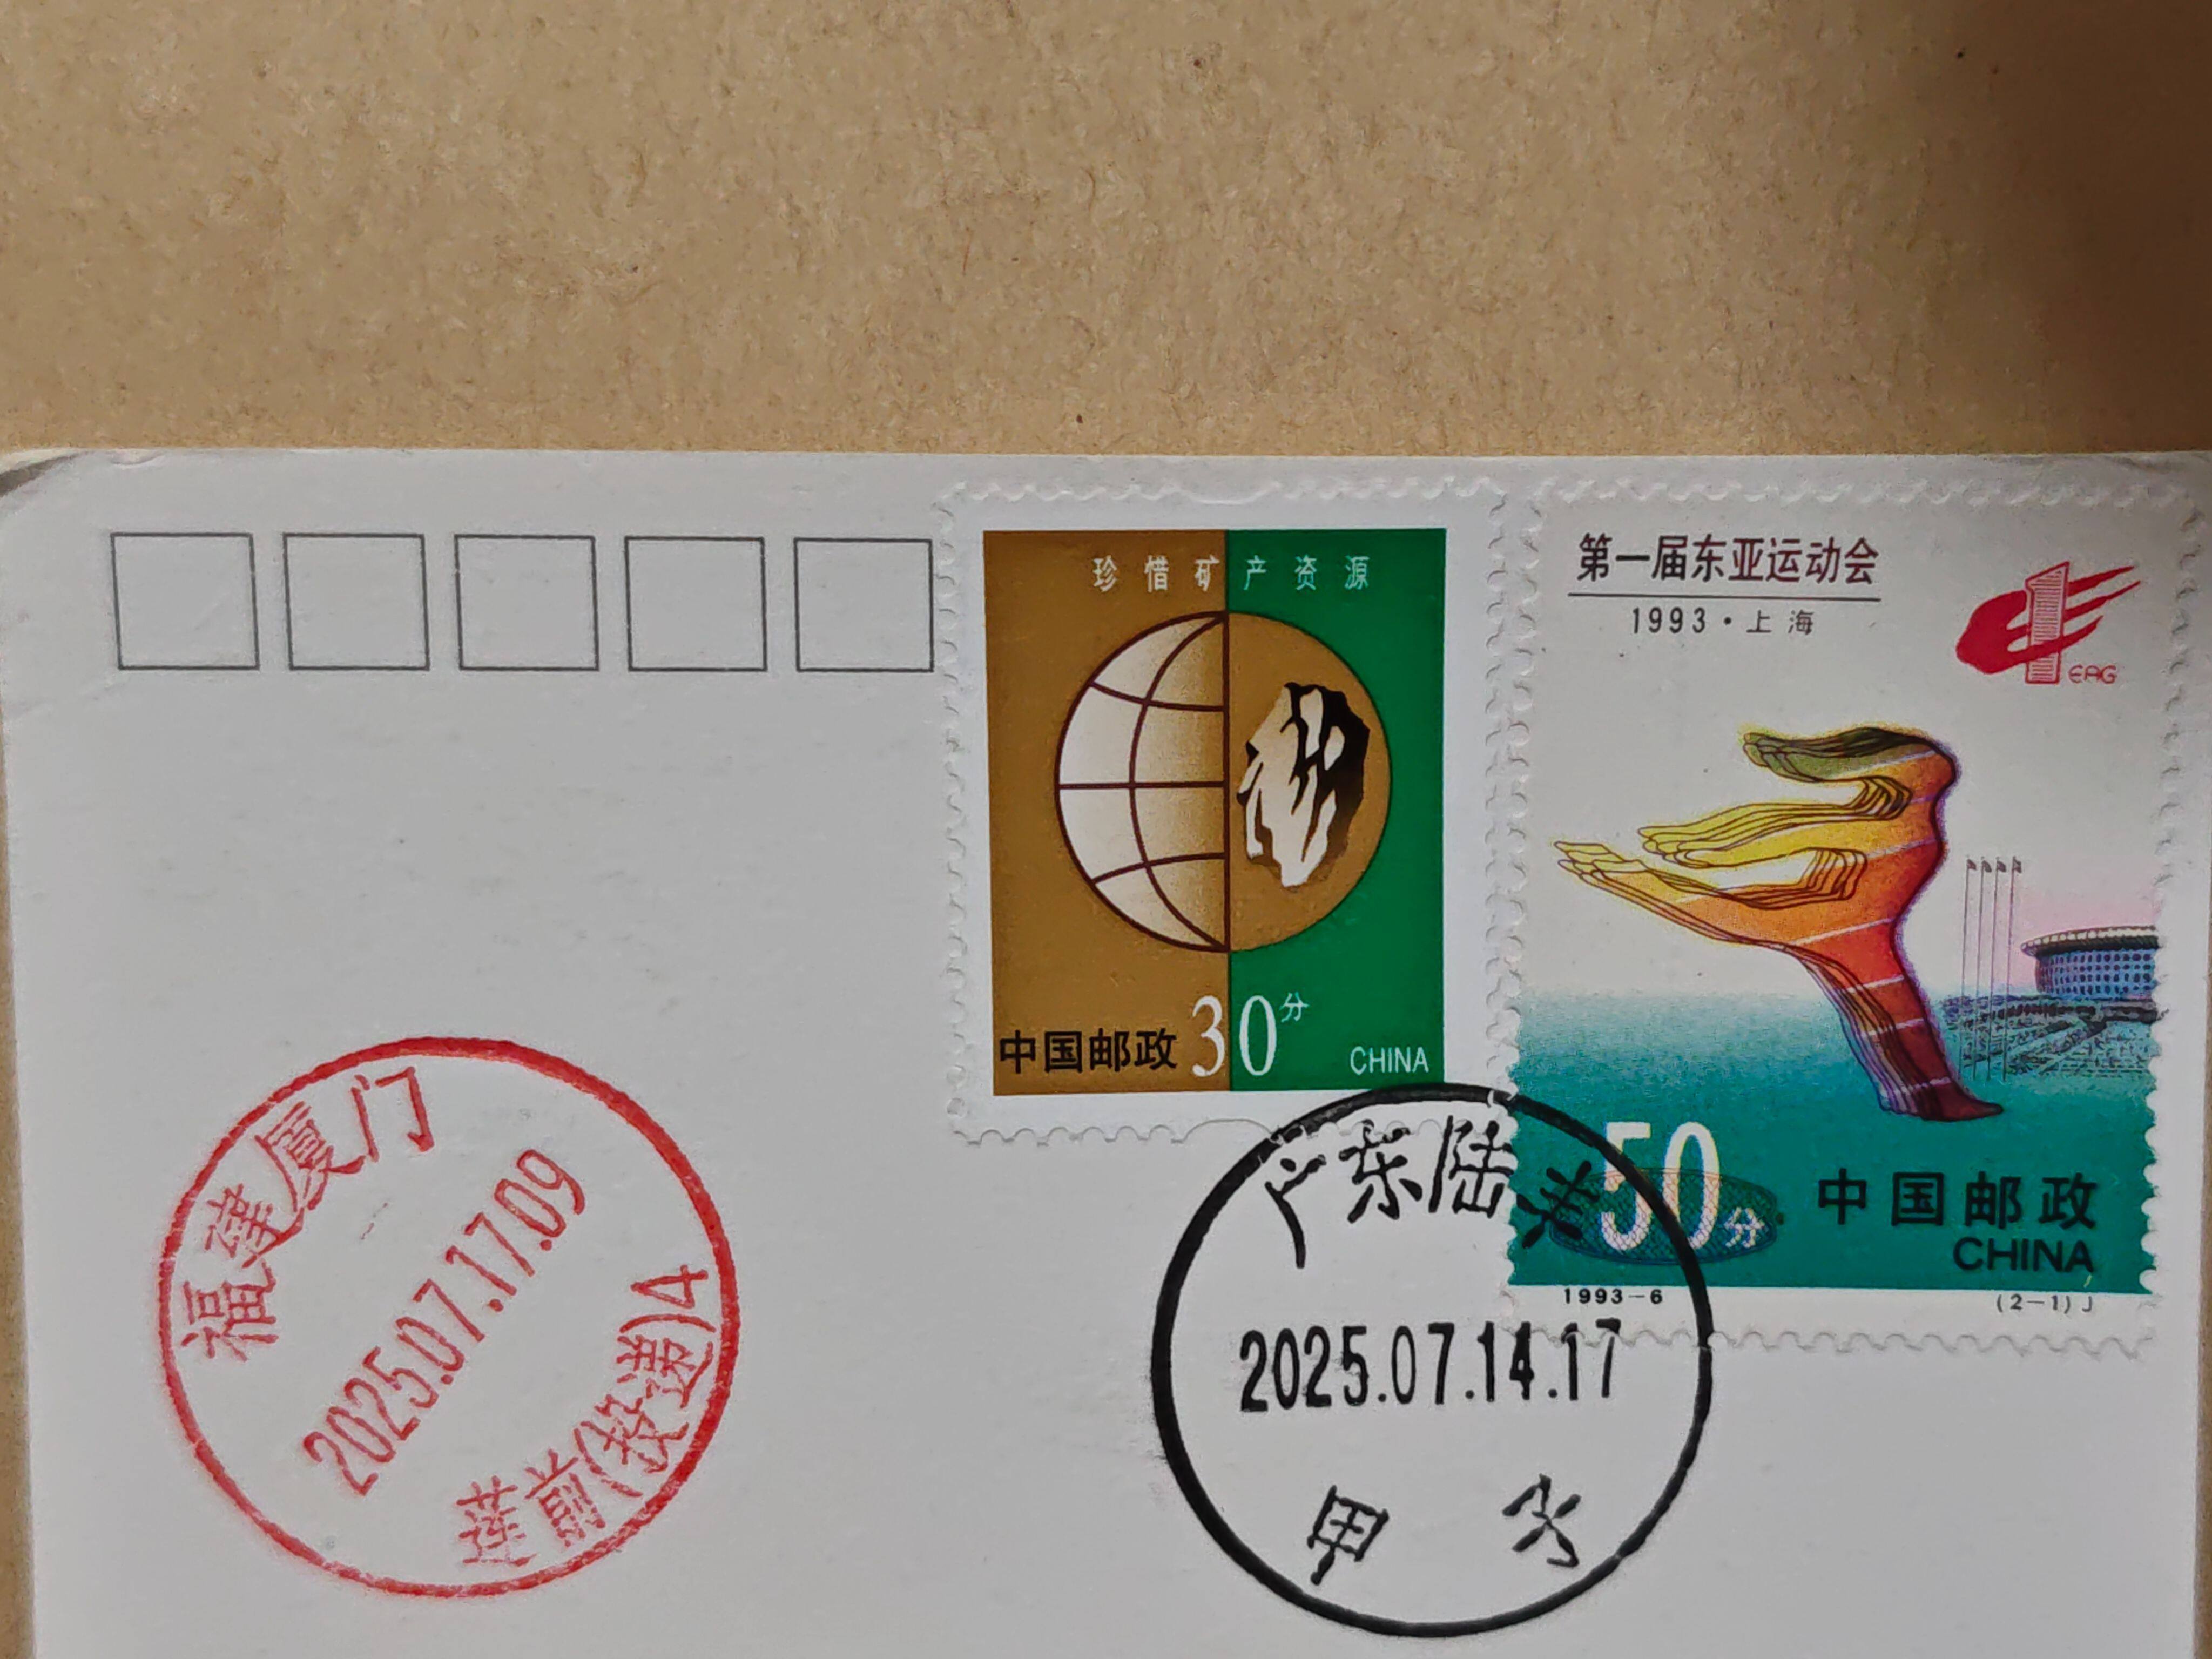 珍惜矿产资源
中国邮政 30分 CHINA
第一届东亚运动会
1993·上海
EAG
50分 中国邮政
CHINA
1993-6 (2-1)J
福建厦门
2025.07.17.09
莲前(投递)4
广东陆
2025.07.14.17
甲